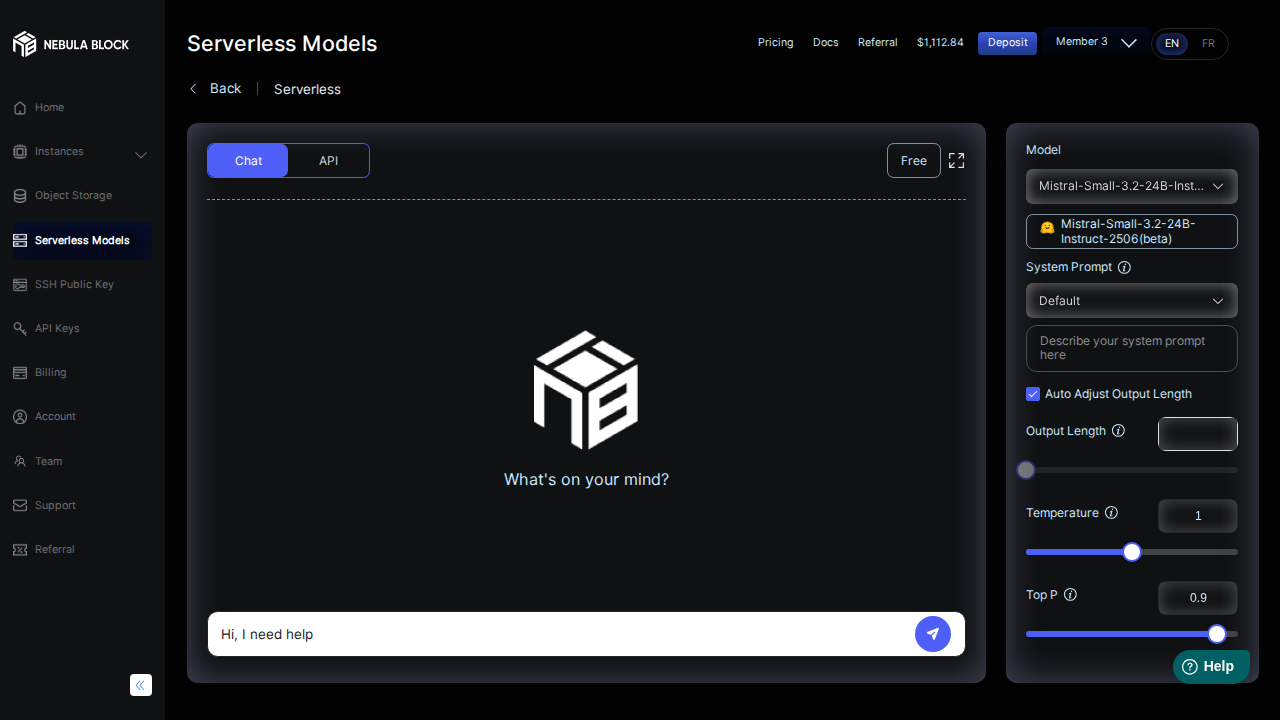 NEBULA BLOCK
Home
Instances
Object Storage
Serverless Models
SSH Public Key
API Keys
Billing
Account
Team
Support
Referral
Serverless Models
Pricing
Docs
Referral
$1,112.84
Deposit
Member 3
EN
FR
Back
Serverless
Chat
API
Free
What's on your mind?
Hi, I need help
Model
Mistral-Small-3.2-24B-Inst...
Mistral-Small-3.2-24B-
Instruct-2506(beta)
System Prompt
Default
Describe your system prompt
here
Auto Adjust Output Length
Output Length
Temperature
1
Top P
0.9
Help